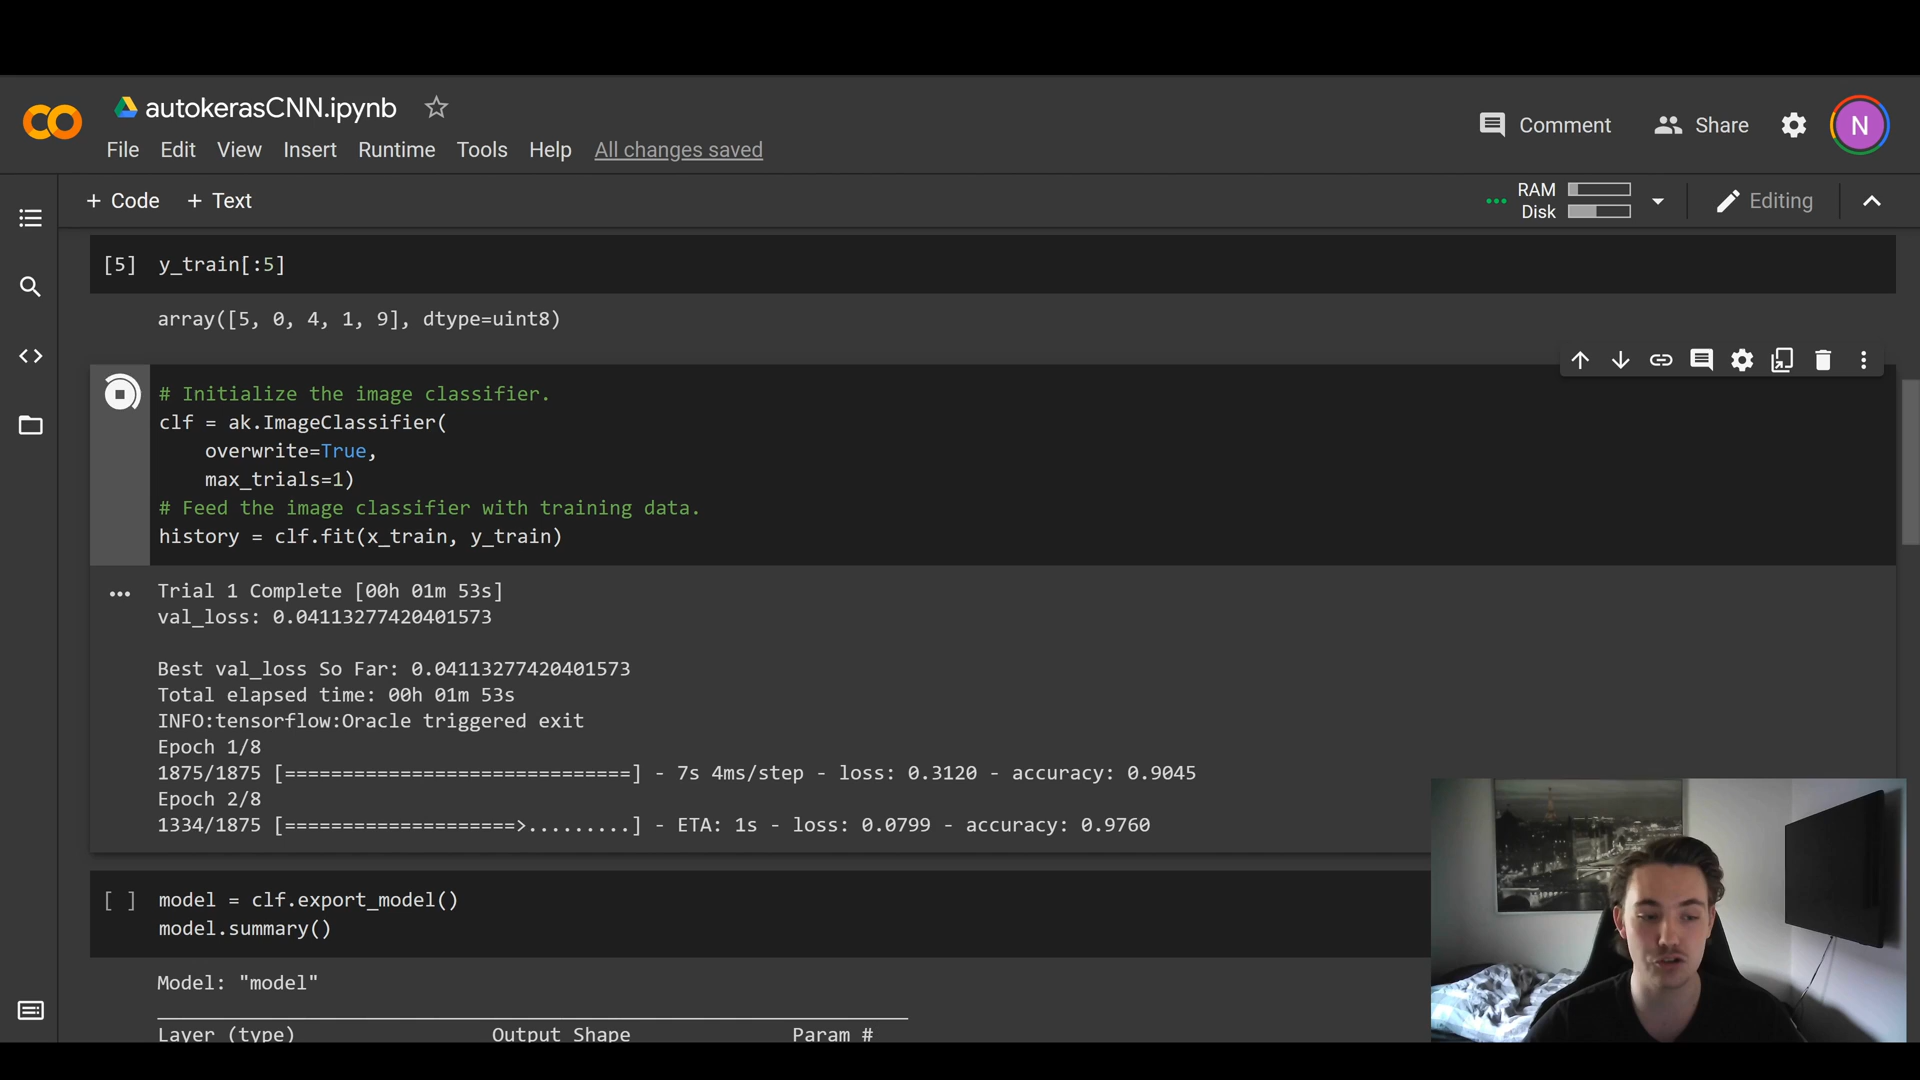 autokerasCNN.ipynb
File Edit View Insert Runtime Tools Help All changes saved
Comment Share N
+ Code + Text
RAM
Disk
Editing
[5] y_train[:5]
array([5, 0, 4, 1, 9], dtype=uint8)
# Initialize the image classifier.
clf = ak.ImageClassifier(
overwrite=True,
max_trials=1)
# Feed the image classifier with training data.
history = clf.fit(x_train, y_train)
Trial 1 Complete [00h 01m 53s]
val_loss: 0.04113277420401573
Best val_loss So Far: 0.04113277420401573
Total elapsed time: 00h 01m 53s
INFO:tensorflow:Oracle triggered exit
Epoch 1/8
1875/1875 [==============================] - 7s 4ms/step - loss: 0.3120 - accuracy: 0.9045
Epoch 2/8
1334/1875 [====================>.........] - ETA: 1s - loss: 0.0799 - accuracy: 0.9760
[ ] model = clf.export_model()
model.summary()
Model: "model"
Layer (type) Output Shape Param #